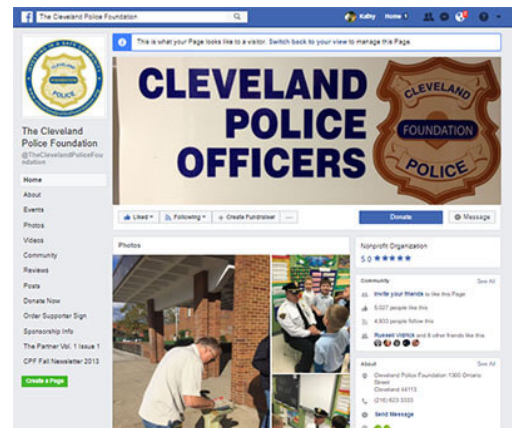 The Cleveland Police Foundation
Kathy Home
This is what your Page looks like to a visitor. Switch back to your view to manage this Page.
CLEVELAND
POLICE
The Cleveland
Police Foundation
@TheClevelandPoliceFou
ndation
Home
About
Events
Photos
Videos
Community
Reviews
Posts
Donate Now
Order Supporter Sign
Sponsorship Info
The Partner Vol. 1 Issue 1
CPF Fall Newsletter 2013
Create a Page
CLEVELAND
POLICE
OFFICERS
CLEVELAND
FOUNDATION
POLICE
Liked
Following
Create Fundraiser
...
Donate
Message
Photos
Nonprofit Organization
5.0
Community See All
Invite your friends to like this Page
5,027 people like this
4,933 people follow this
and 8 other friends like this
About See All
Cleveland Police Foundation 1300 Ontario
Street
Cleveland 44113
(216) 623 3333
Send Message